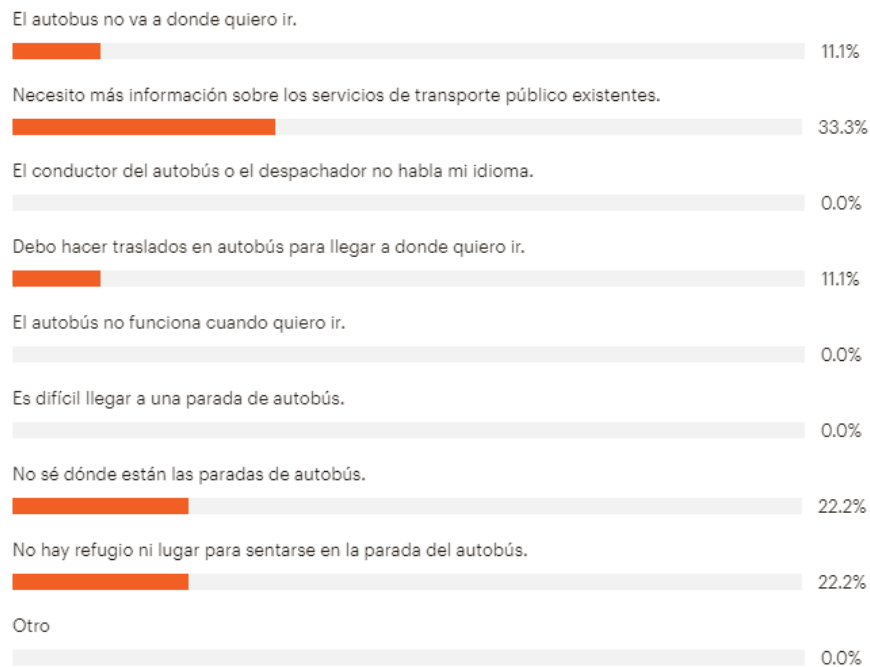 El autobus no va a donde quiero ir.
11.1%
Necesito más información sobre los servicios de transporte público existentes.
33.3%
El conductor del autobús o el despachador no habla mi idioma.
0.0%
Debo hacer traslados en autobús para llegar a donde quiero ir.
11.1%
El autobús no funciona cuando quiero ir.
0.0%
Es difícil llegar a una parada de autobús.
0.0%
No sé dónde están las paradas de autobús.
22.2%
No hay refugio ni lugar para sentarse en la parada del autobús.
22.2%
Otro
0.0%